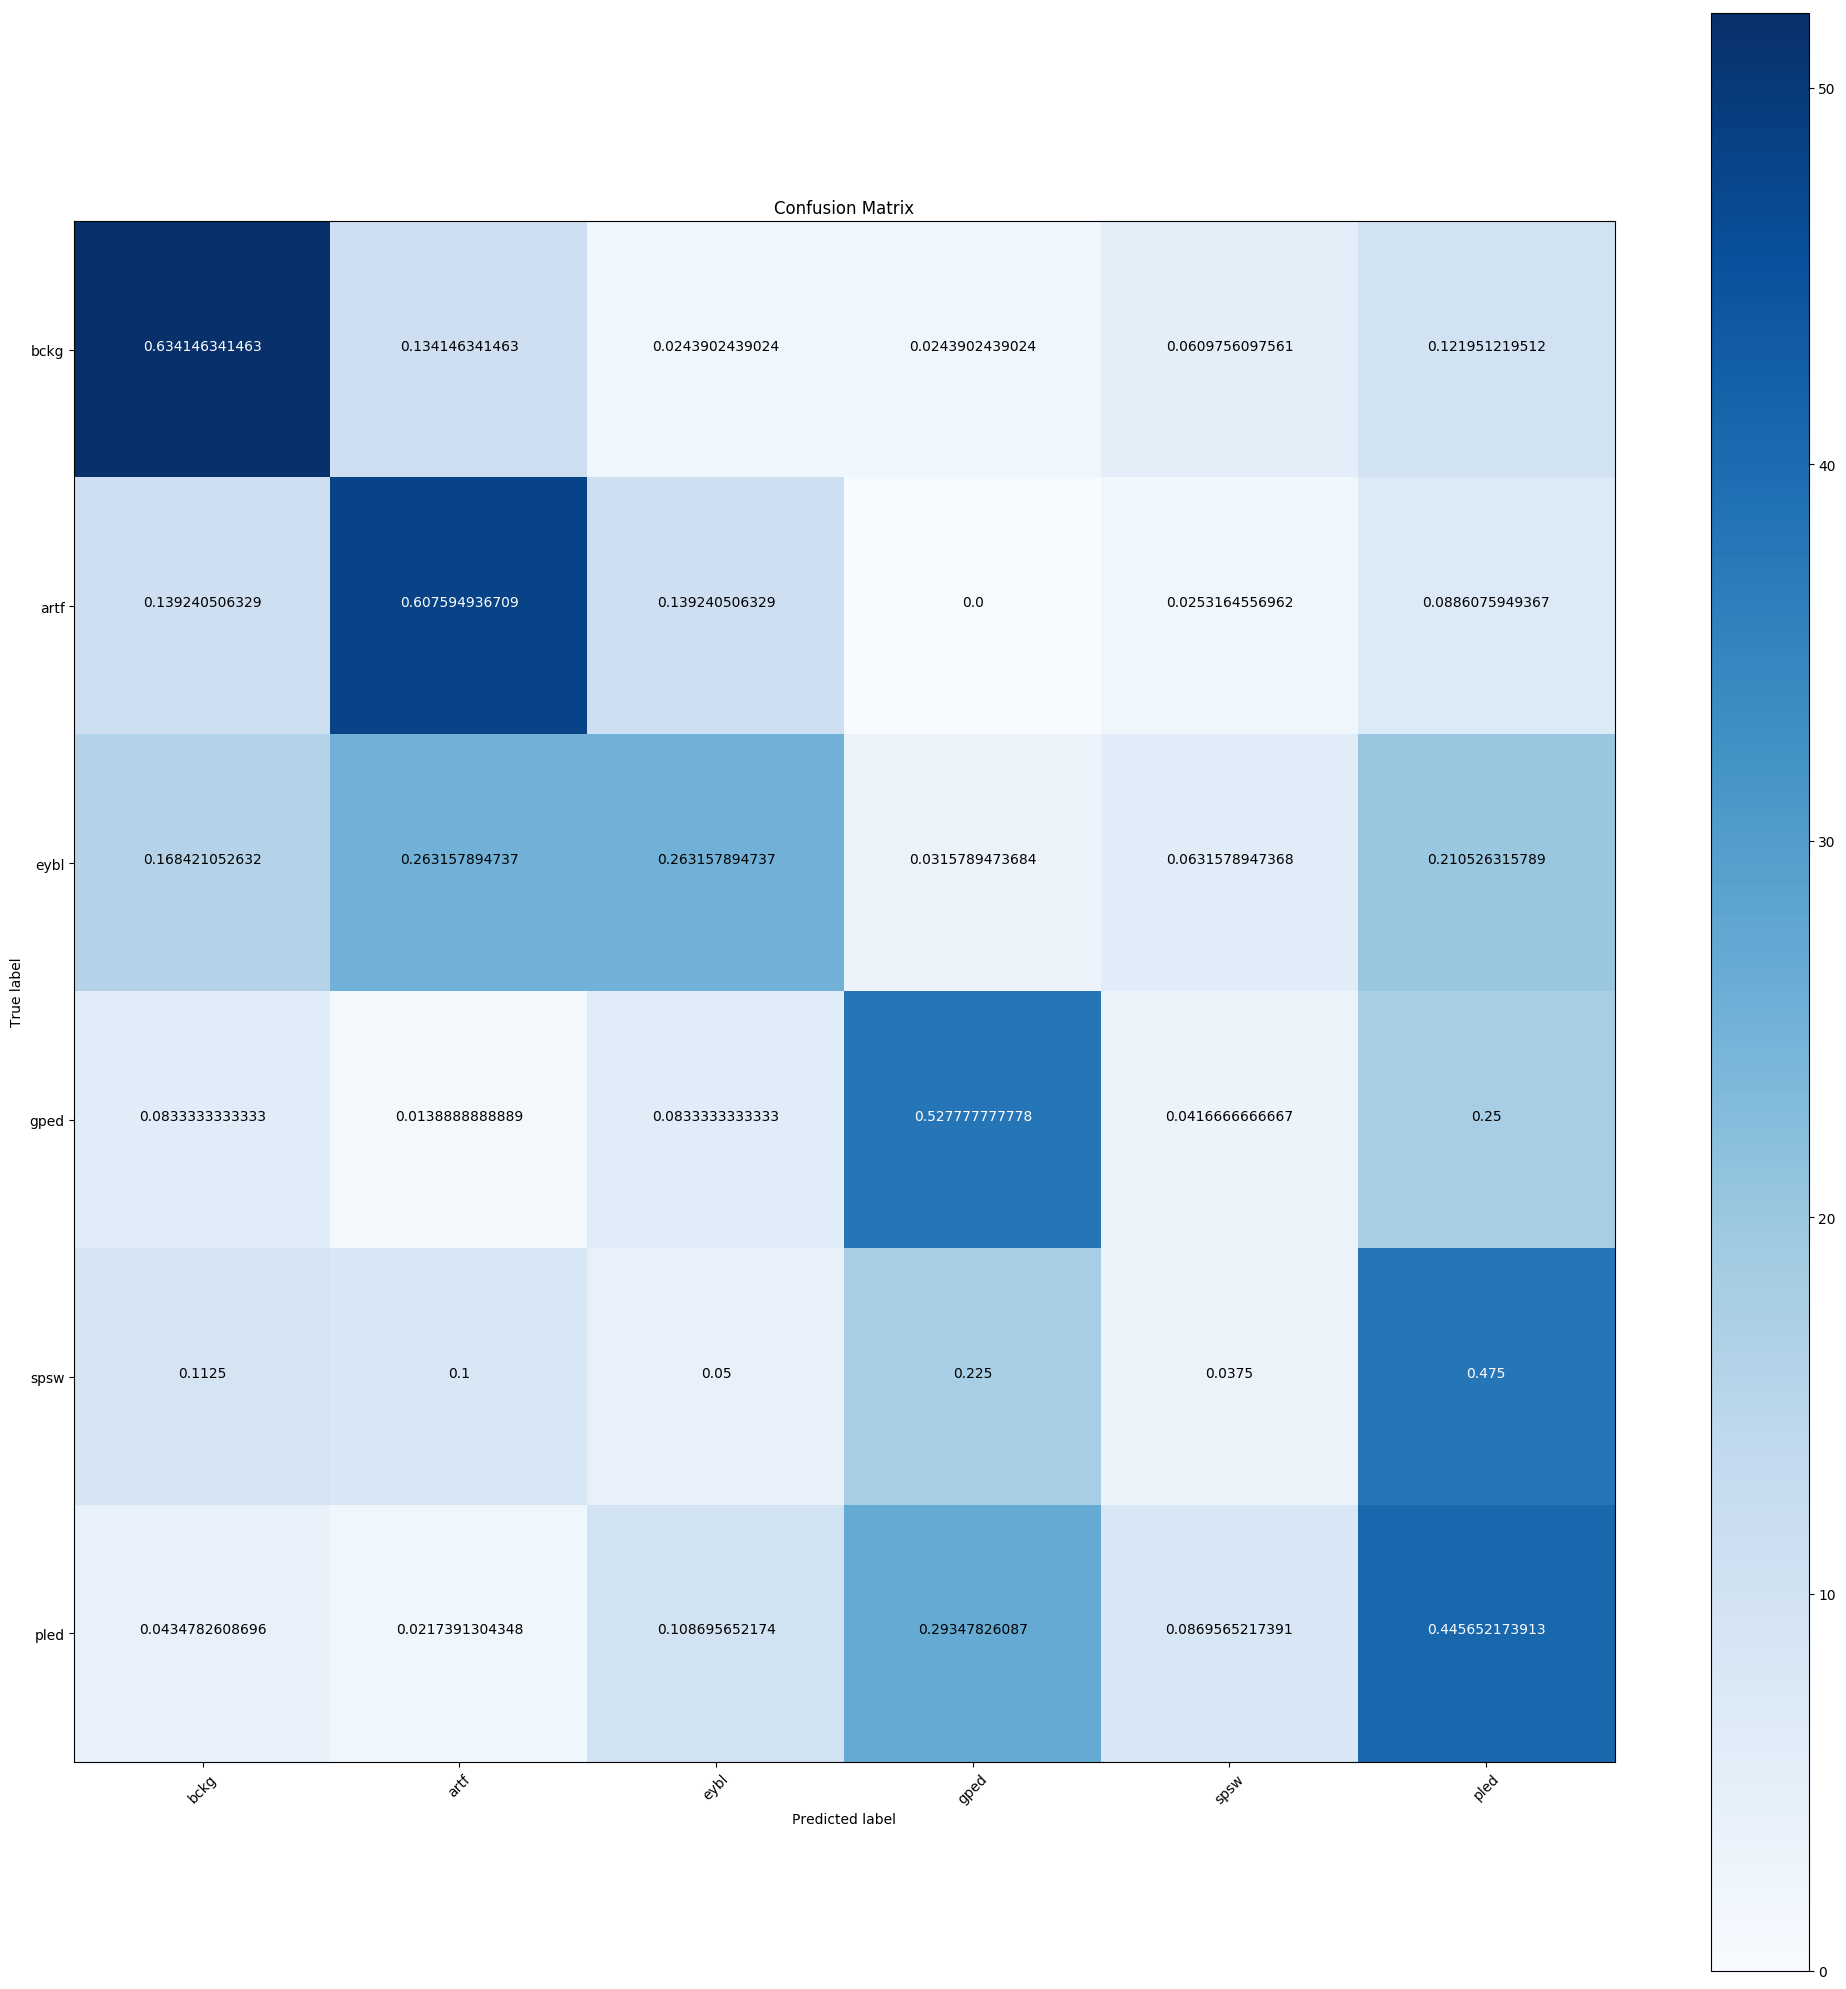 Confusion Matrix
bckg 0.634146341463 0.134146341463 0.0243902439024 0.0243902439024 0.0609756097561 0.121951219512
artf 0.139240506329 0.607594936709 0.139240506329 0.0 0.0253164556962 0.0886075949367
eybl 0.168421052632 0.263157894737 0.263157894737 0.0315789473684 0.0631578947368 0.210526315789
gped 0.0833333333333 0.0138888888889 0.0833333333333 0.527777777778 0.0416666666667 0.25
spsw 0.1125 0.1 0.05 0.225 0.0375 0.475
pled 0.0434782608696 0.0217391304348 0.108695652174 0.29347826087 0.0869565217391 0.445652173913
True label
bckg artf eybl gped spsw pled
Predicted label
50
40
30
20
10
0